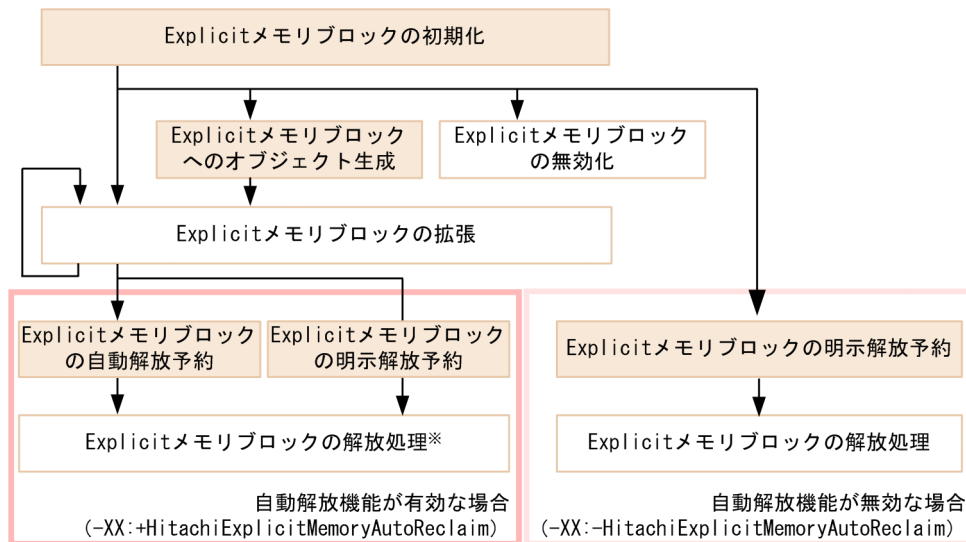 Explicitメモリブロックの初期化
Explicitメモリブロック
へのオブジェクト生成
Explicitメモリブロック
の無効化
Explicitメモリブロックの拡張
Explicitメモリブロック
の自動解放予約
Explicitメモリブロック
の明示解放予約
Explicitメモリブロックの明示解放予約
Explicitメモリブロックの解放処理※
Explicitメモリブロックの解放処理
自動解放機能が有効な場合
(-XX:+HitachiExplicitMemoryAutoReclaim)
自動解放機能が無効な場合
(-XX:-HitachiExplicitMemoryAutoReclaim)